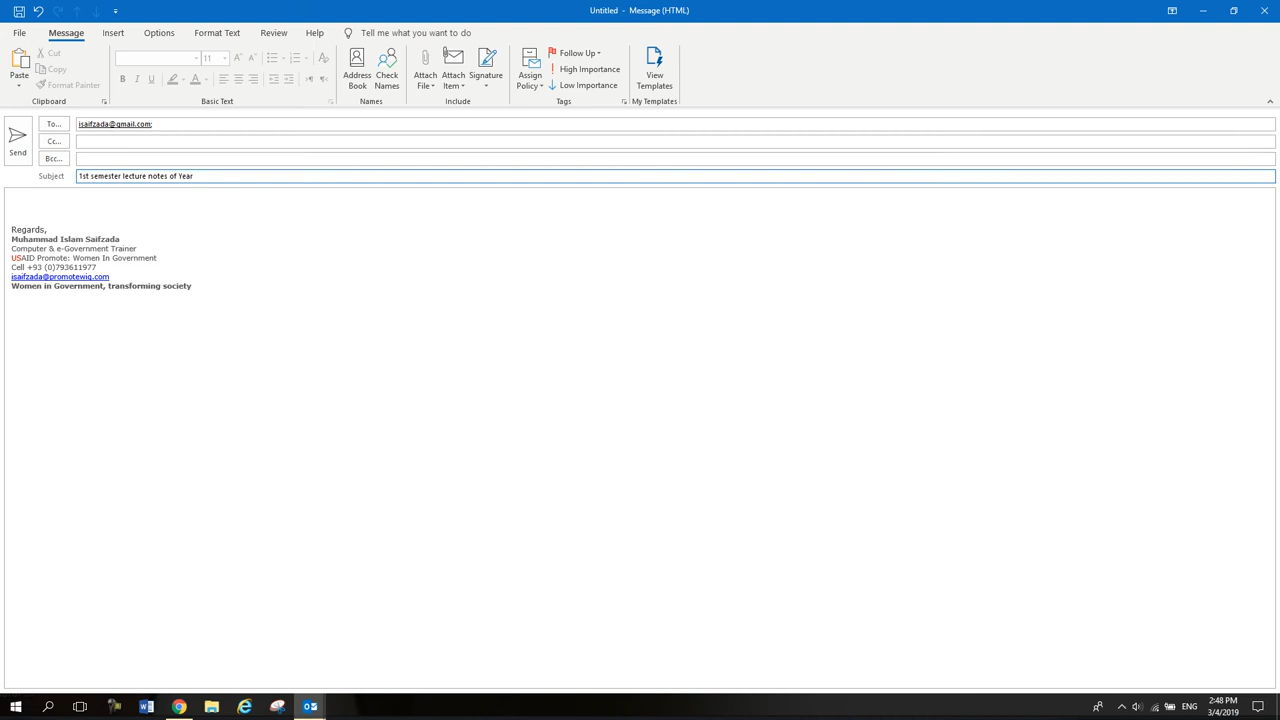 Untitled - Message (HTML)
File Message Insert Options Format Text Review Help Tell me what you want to do
Paste
Cut
Copy
Format Painter
Clipboard
11
B I U A
Basic Text
Address Book
Check Names
Names
Attach File
Attach Item
Signature
Include
Assign Policy
Follow Up
High Importance
Low Importance
Tags
View Templates
My Templates
Send
To... isaifzada@gmail.com;
Cc...
Bcc...
Subject 1st semester lecture notes of Year
Regards,
Muhammad Islam Saifzada
Computer & e-Government Trainer
USAID Promote: Women In Government
Cell +93 (0)793611977
isaifzada@promotewig.com
Women in Government, transforming society
ENG
2:48 PM
3/4/2019